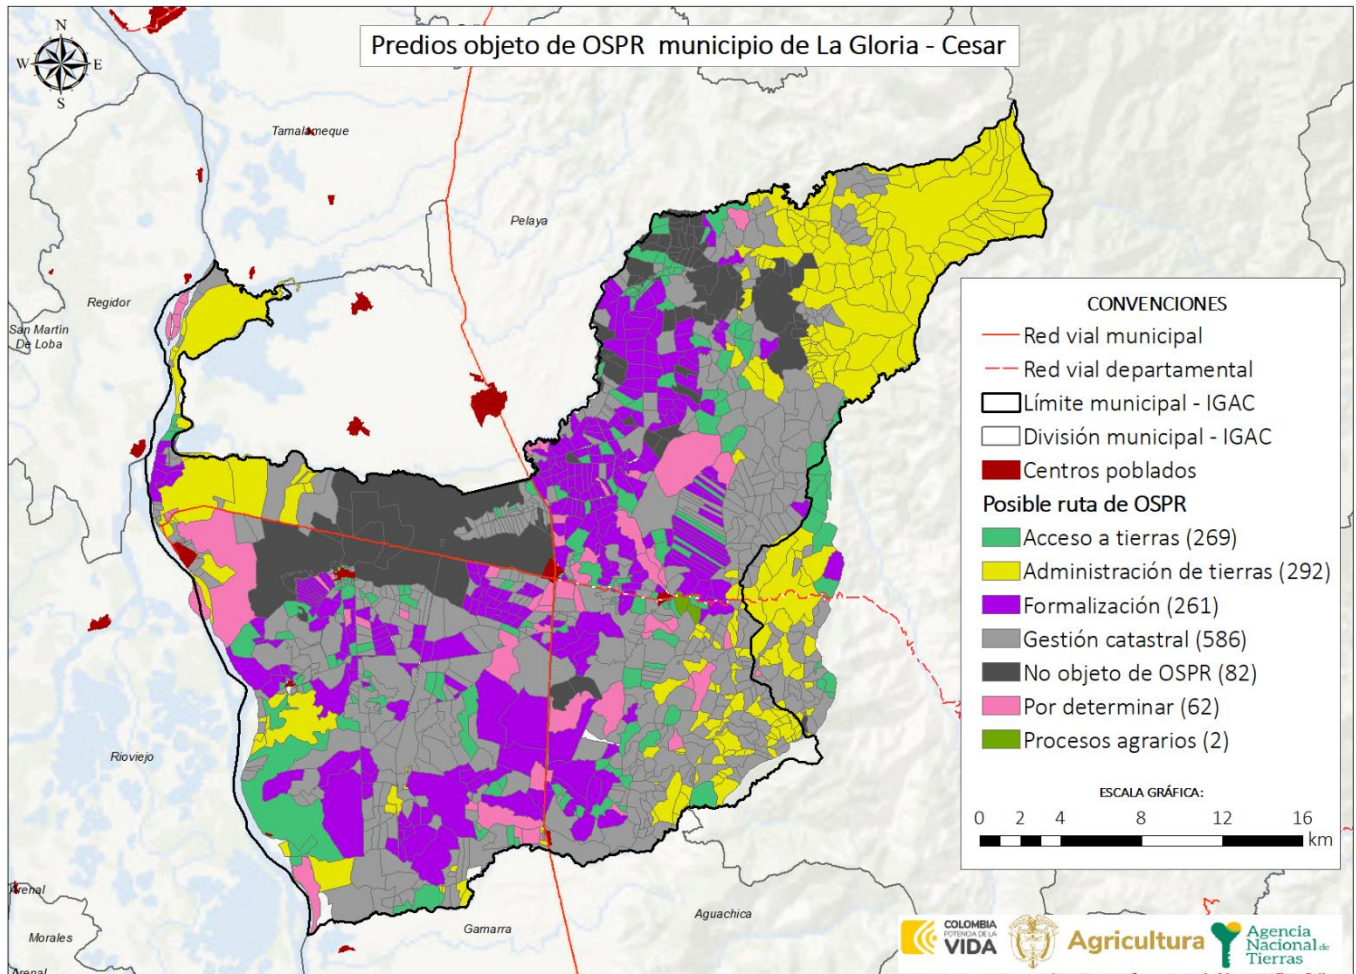 Predios objeto de OSPR municipio de La Gloria - Cesar
N
W
E
S
Tamalameque
Pelaya
Regidor
San Martin
De Loba
Rioviejo
Arenal
Morales
Arenal
Gamarra
Aguachica
CONVENCIONES
Red vial municipal
Red vial departamental
Límite municipal - IGAC
División municipal - IGAC
Centros poblados
Posible ruta de OSPR
Acceso a tierras (269)
Administración de tierras (292)
Formalización (261)
Gestión catastral (586)
No objeto de OSPR (82)
Por determinar (62)
Procesos agrarios (2)
ESCALA GRÁFICA:
0 2 4 8 12 16
km
COLOMBIA
POTENCIA DE LA
VIDA
Agricultura
Agencia
Nacional de
Tierras